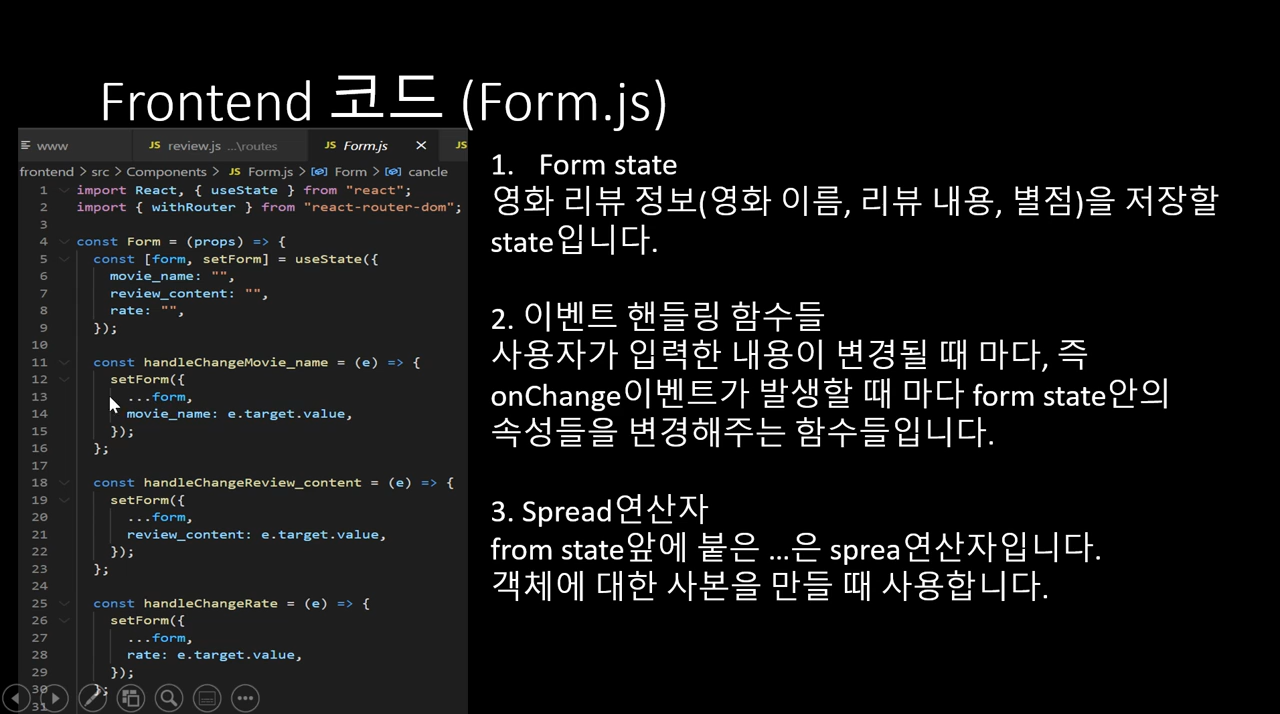 Frontend 코드 (Form.js)
www
JS review.js ...\routes
JS Form.js ×
JS
frontend > src > Components > JS Form.js > Form > cancle
1 import React, { useState } from "react";
2 import { withRouter } from "react-router-dom";
3
4 const Form = (props) => {
5 const [form, setForm] = useState({
6 movie_name: "",
7 review_content: "",
8 rate: "",
9 });
10
11 const handleChangeMovie_name = (e) => {
12 setForm({
13 ...form,
14 movie_name: e.target.value,
15 });
16 };
17
18 const handleChangeReview_content = (e) => {
19 setForm({
20 ...form,
21 review_content: e.target.value,
22 });
23 };
24
25 const handleChangeRate = (e) => {
26 setForm({
27 ...form,
28 rate: e.target.value,
29 });
30 };
31
1. Form state
영화 리뷰 정보(영화 이름, 리뷰 내용, 별점)을 저장할
state입니다.
2. 이벤트 핸들링 함수들
사용자가 입력한 내용이 변경될 때 마다, 즉
onChange이벤트가 발생할 때 마다 form state안의
속성들을 변경해주는 함수들입니다.
3. Spread연산자
from state앞에 붙은 ...은 sprea연산자입니다.
객체에 대한 사본을 만들 때 사용합니다.